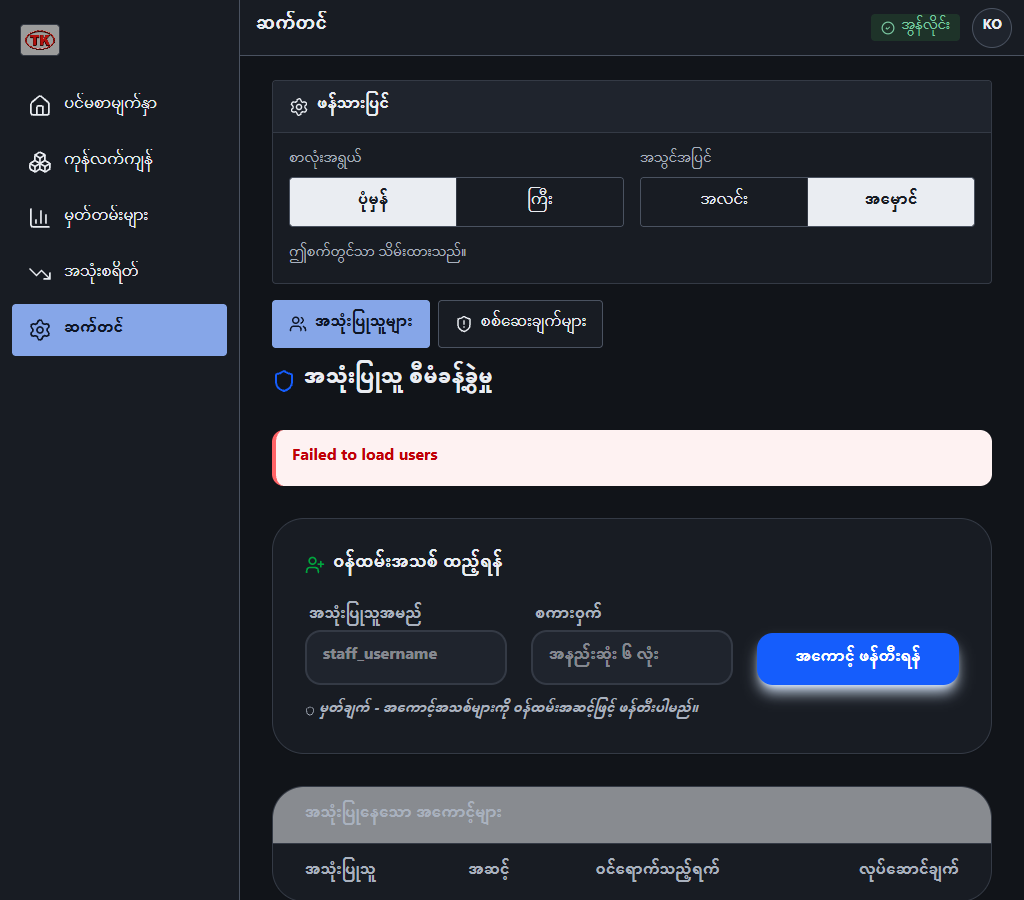 TK
ဆက်တင်
အွန်လိုင်း
KO
ပင်မစာမျက်နှာ
ကုန်လက်ကျန်
မှတ်တမ်းများ
အသုံးစရိတ်
ဆက်တင်
ဖန်သားပြင်
စာလုံးအရွယ်
အသွင်အပြင်
ပုံမှန်
ကြီး
အလင်း
အမှောင်
ဤစက်တွင်သာ သိမ်းထားသည်။
အသုံးပြုသူများ
စစ်ဆေးချက်များ
အသုံးပြုသူ စီမံခန့်ခွဲမှု
Failed to load users
ဝန်ထမ်းအသစ် ထည့်ရန်
အသုံးပြုသူအမည်
စကားဝှက်
staff_username
အနည်းဆုံး ၆ လုံး
အကောင့် ဖန်တီးရန်
မှတ်ချက် - အကောင့်အသစ်များကို ဝန်ထမ်းအဆင့်ဖြင့် ဖန်တီးပါမည်။
အသုံးပြုနေသော အကောင့်များ
အသုံးပြုသူ
အဆင့်
ဝင်ရောက်သည့်ရက်
လုပ်ဆောင်ချက်